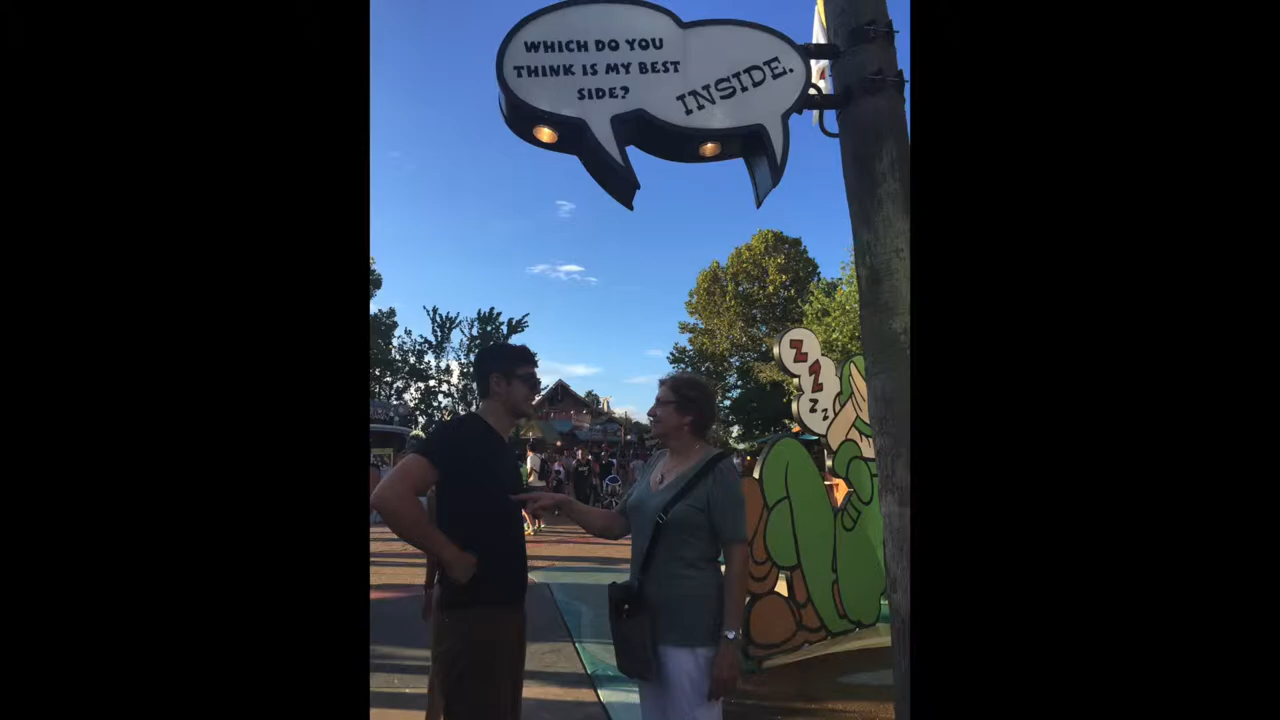 WHICH DO YOU
THINK IS MY BEST
SIDE?
INSIDE.
Z
Z
Z
Z